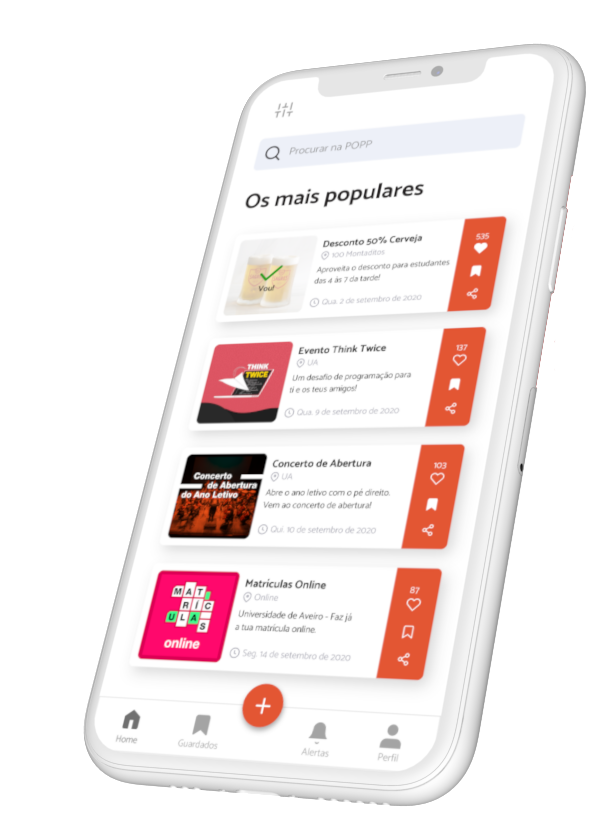 Procurar na POPP
Os mais populares
Desconto 50% Cerveja
100 Montaditos
Aproveita o desconto para estudantes
das 4 às 7 da tarde!
Qua. 2 de setembro de 2020
Vou!
535
Evento Think Twice
UA
Um desafio de programação para
ti e os teus amigos!
Qua. 9 de setembro de 2020
THINK
TWICE
137
Concerto de Abertura
UA
Abre o ano letivo com o pé direito.
Vem ao concerto de abertura!
Qui. 10 de setembro de 2020
Concerto
de Abertura
do Ano Letivo
103
Matrículas Online
Online
Universidade de Aveiro - Faz já
a tua matrícula online.
Seg. 14 de setembro de 2020
MAT
RÍC
ULAS
online
87
Home
Guardados
Alertas
Perfil